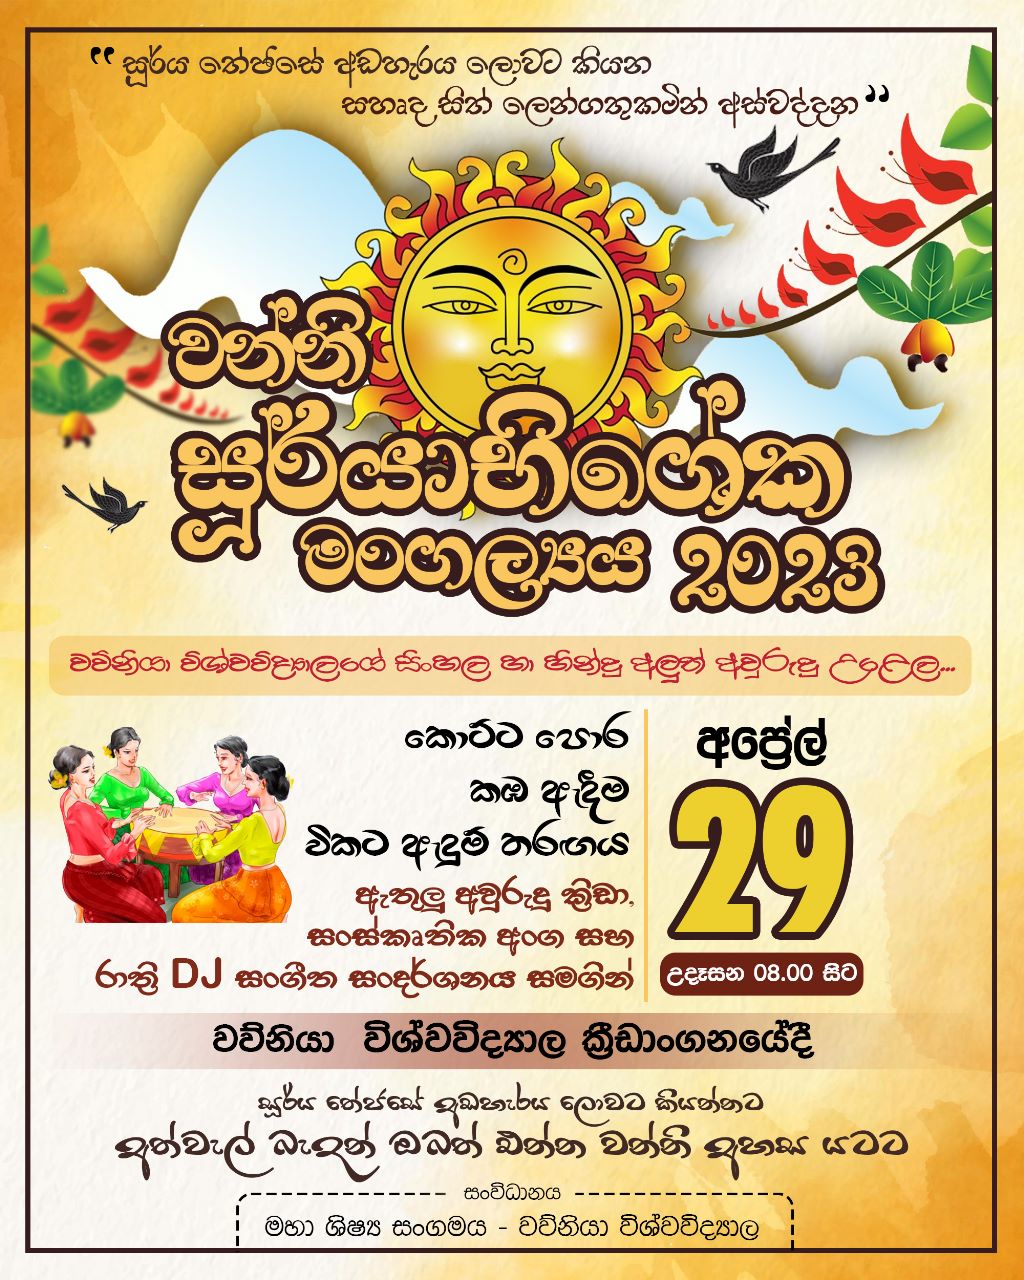 “සූර්ය තේජසේ අඩහැරය ලොවට කියන
සහෘද සිත් ලෙන්ගතුකමින් අස්වද්දන”
වන්නි
සූර්යාභිශේක
මංගල්‍යය 2023
වව්නියා විශ්වවිද්‍යාලයේ සිංහල හා හින්දු අලුත් අවුරුදු උළෙල...
කොට්ට පොර
කඹ ඇදීම
විකට ඇඳුම් තරඟය
ඇතුලු අවුරුදු ක්‍රිඩා,
සංස්කෘතික අංග සහ
රාත්‍රි DJ සංගීත සංදර්ශනය සමගින්
අප්‍රේල්
29
උදෑසන 08.00 සිට
වව්නියා විශ්වවිද්‍යාල ක්‍රීඩාංගනයේදී
සූර්ය තේජසේ අඩහැරය ලොවට කියන්නට
අත්වැල් බැඳන් ඔබත් එන්න වන්නි අහස යටට
සංවිධානය
මහා ශිෂ්‍ය සංගමය - වව්නියා විශ්වවිද්‍යාල